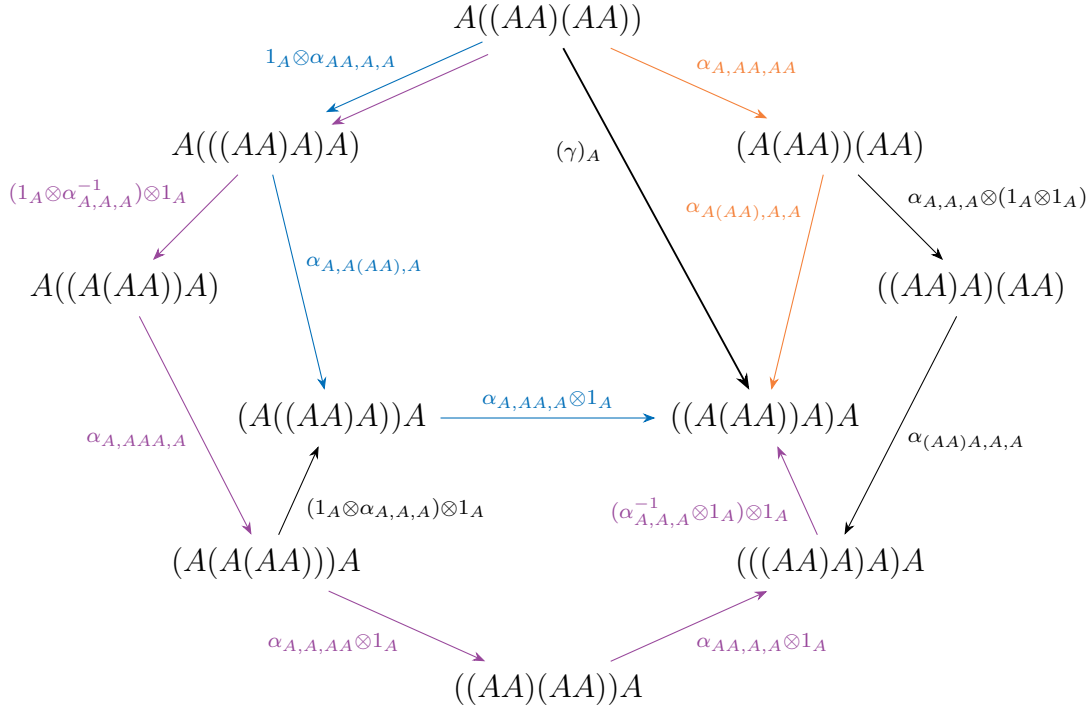 A((AA)(AA))
1_A⊗α_{AA,A,A}
α_{A,AA,AA}
A(((AA)A)A)
(γ)_A
(A(AA))(AA)
(1_A⊗α^{-1}_{A,A,A})⊗1_A
α_{A,A,A}⊗(1_A⊗1_A)
α_{A(AA),A,A}
α_{A,A(AA),A}
A((A(AA))A)
((AA)A)(AA)
α_{A,AA,A}⊗1_A
(A((AA)A))A
((A(AA))A)A
α_{A,AAA,A}
α_{(AA)A,A,A}
(1_A⊗α_{A,A,A})⊗1_A
(α^{-1}_{A,A,A}⊗1_A)⊗1_A
(A(A(AA)))A
(((AA)A)A)A
α_{A,A,AA}⊗1_A
α_{AA,A,A}⊗1_A
((AA)(AA))A